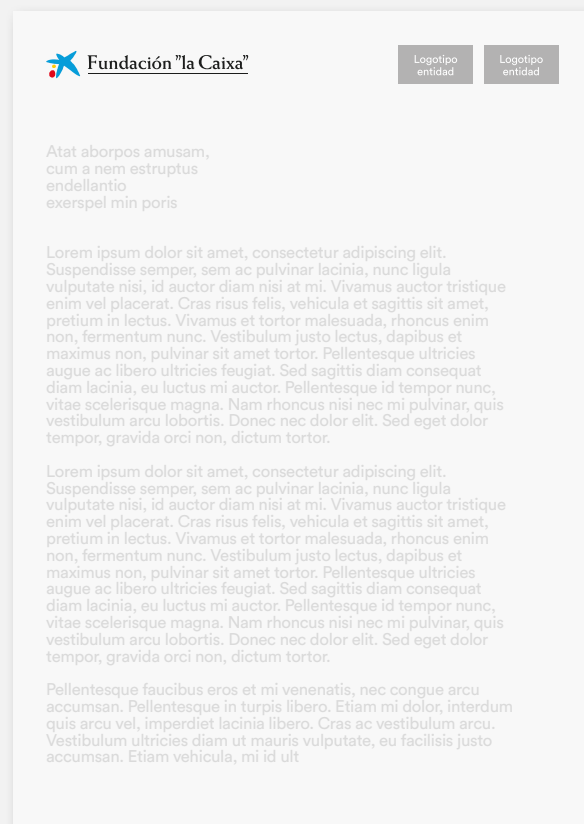 Fundación ”la Caixa”
Logotipo
entidad
Logotipo
entidad
Atat aborpos amusam,
cum a nem estruptus
endellantio
exerspel min poris
Lorem ipsum dolor sit amet, consectetur adipiscing elit.
Suspendisse semper, sem ac pulvinar lacinia, nunc ligula
vulputate nisi, id auctor diam nisi at mi. Vivamus auctor tristique
enim vel placerat. Cras risus felis, vehicula et sagittis sit amet,
pretium in lectus. Vivamus et tortor malesuada, rhoncus enim
non, fermentum nunc. Vestibulum justo lectus, dapibus et
maximus non, pulvinar sit amet tortor. Pellentesque ultricies
augue ac libero ultricies feugiat. Sed sagittis diam consequat
diam lacinia, eu luctus mi auctor. Pellentesque id tempor nunc,
vitae scelerisque magna. Nam rhoncus nisi nec mi pulvinar, quis
vestibulum arcu lobortis. Donec nec dolor elit. Sed eget dolor
tempor, gravida orci non, dictum tortor.
Lorem ipsum dolor sit amet, consectetur adipiscing elit.
Suspendisse semper, sem ac pulvinar lacinia, nunc ligula
vulputate nisi, id auctor diam nisi at mi. Vivamus auctor tristique
enim vel placerat. Cras risus felis, vehicula et sagittis sit amet,
pretium in lectus. Vivamus et tortor malesuada, rhoncus enim
non, fermentum nunc. Vestibulum justo lectus, dapibus et
maximus non, pulvinar sit amet tortor. Pellentesque ultricies
augue ac libero ultricies feugiat. Sed sagittis diam consequat
diam lacinia, eu luctus mi auctor. Pellentesque id tempor nunc,
vitae scelerisque magna. Nam rhoncus nisi nec mi pulvinar, quis
vestibulum arcu lobortis. Donec nec dolor elit. Sed eget dolor
tempor, gravida orci non, dictum tortor.
Pellentesque faucibus eros et mi venenatis, nec congue arcu
accumsan. Pellentesque in turpis libero. Etiam mi dolor, interdum
quis arcu vel, imperdiet lacinia libero. Cras ac vestibulum arcu.
Vestibulum ultricies diam ut mauris vulputate, eu facilisis justo
accumsan. Etiam vehicula, mi id ult